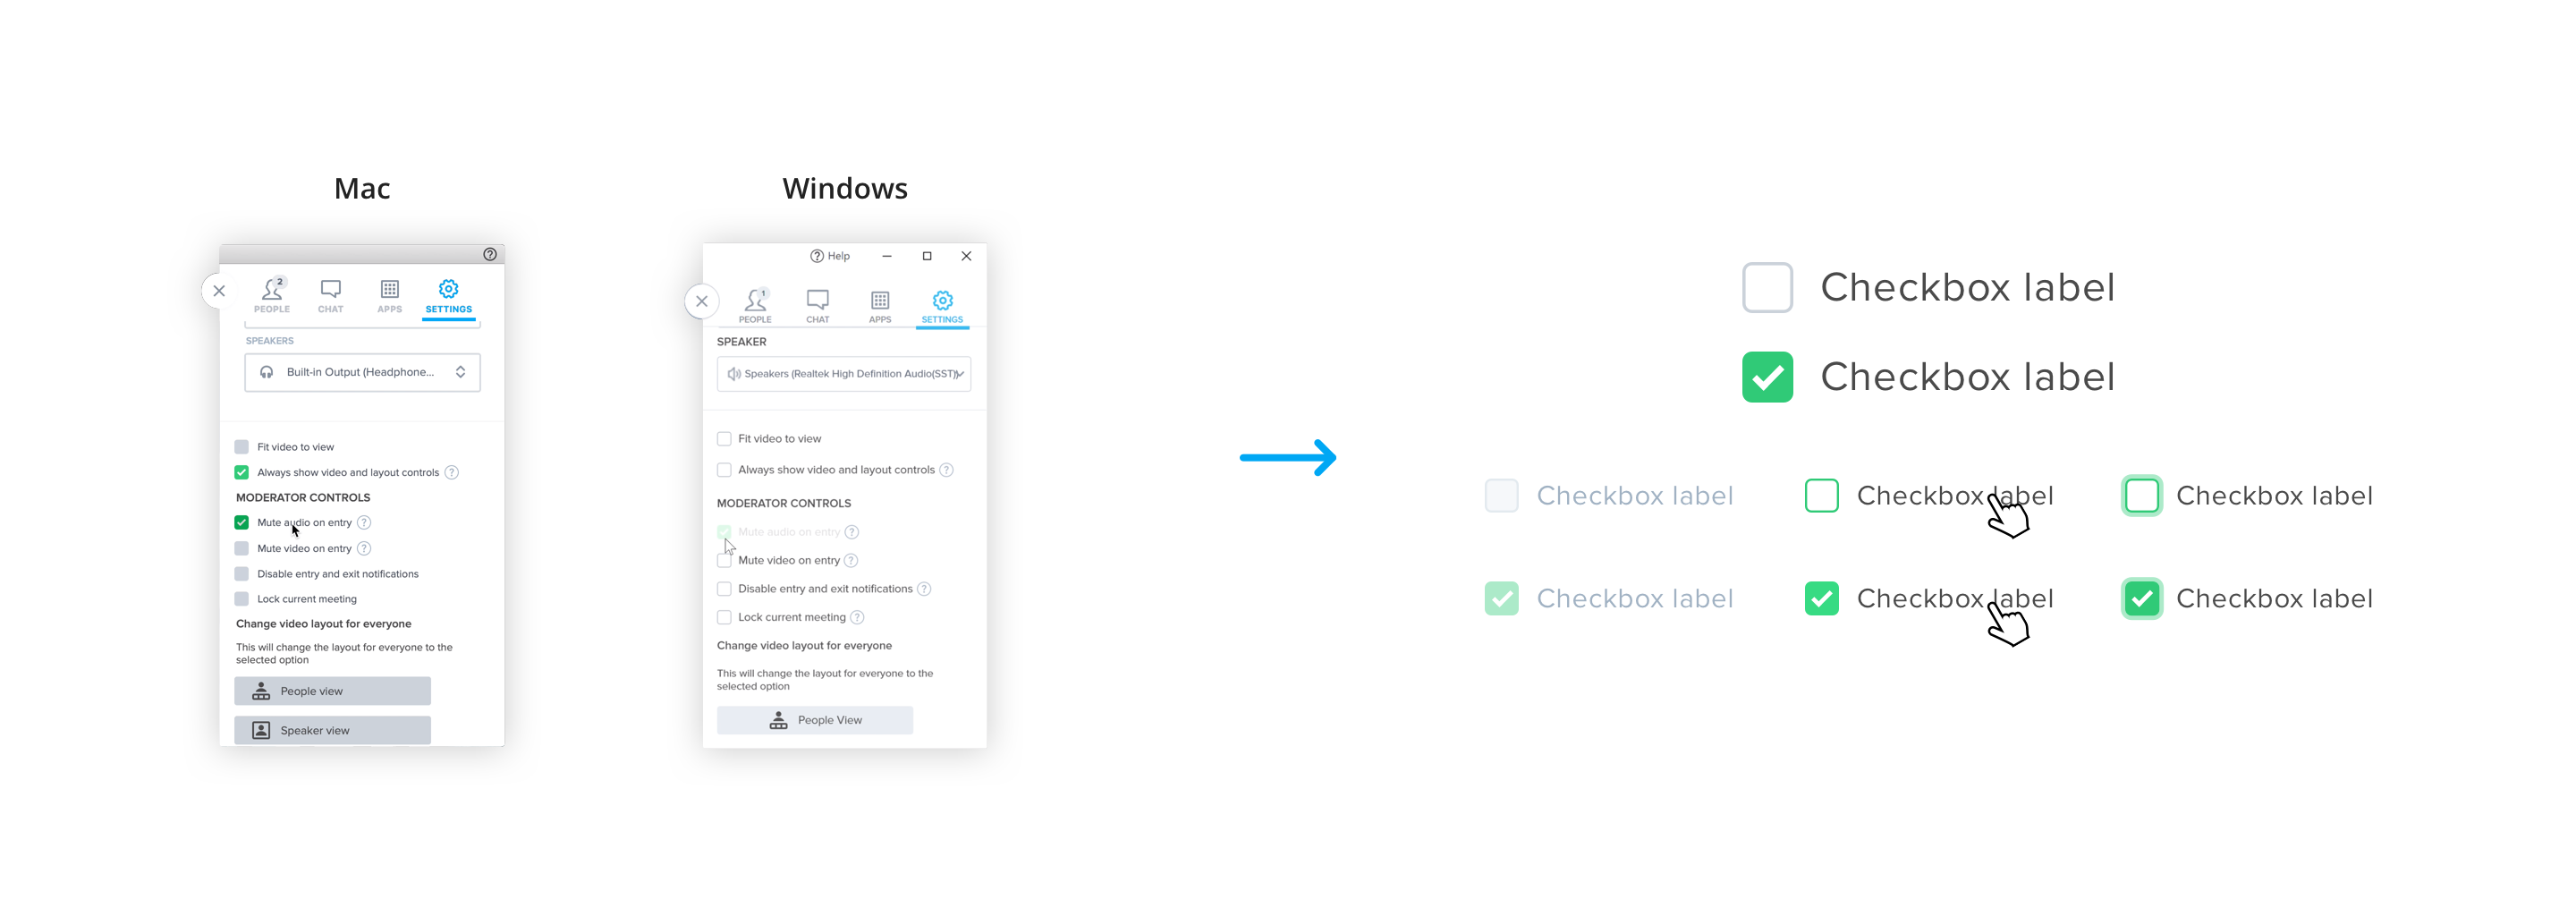 Mac
2
PEOPLE
CHAT
APPS
SETTINGS
SPEAKERS
Built-in Output (Headphone...
Fit video to view
Always show video and layout controls ?
MODERATOR CONTROLS
Mute audio on entry ?
Mute video on entry ?
Disable entry and exit notifications
Lock current meeting
Change video layout for everyone
This will change the layout for everyone to the
selected option
People view
Speaker view
Windows
? Help
1
PEOPLE
CHAT
APPS
SETTINGS
SPEAKER
Speakers (Realtek High Definition Audio(SST))
Fit video to view
Always show video and layout controls ?
MODERATOR CONTROLS
Mute audio on entry ?
Mute video on entry ?
Disable entry and exit notifications ?
Lock current meeting ?
Change video layout for everyone
This will change the layout for everyone to the
selected option
People View
Checkbox label
Checkbox label
Checkbox label
Checkbox label
Checkbox label
Checkbox label
Checkbox label
Checkbox label